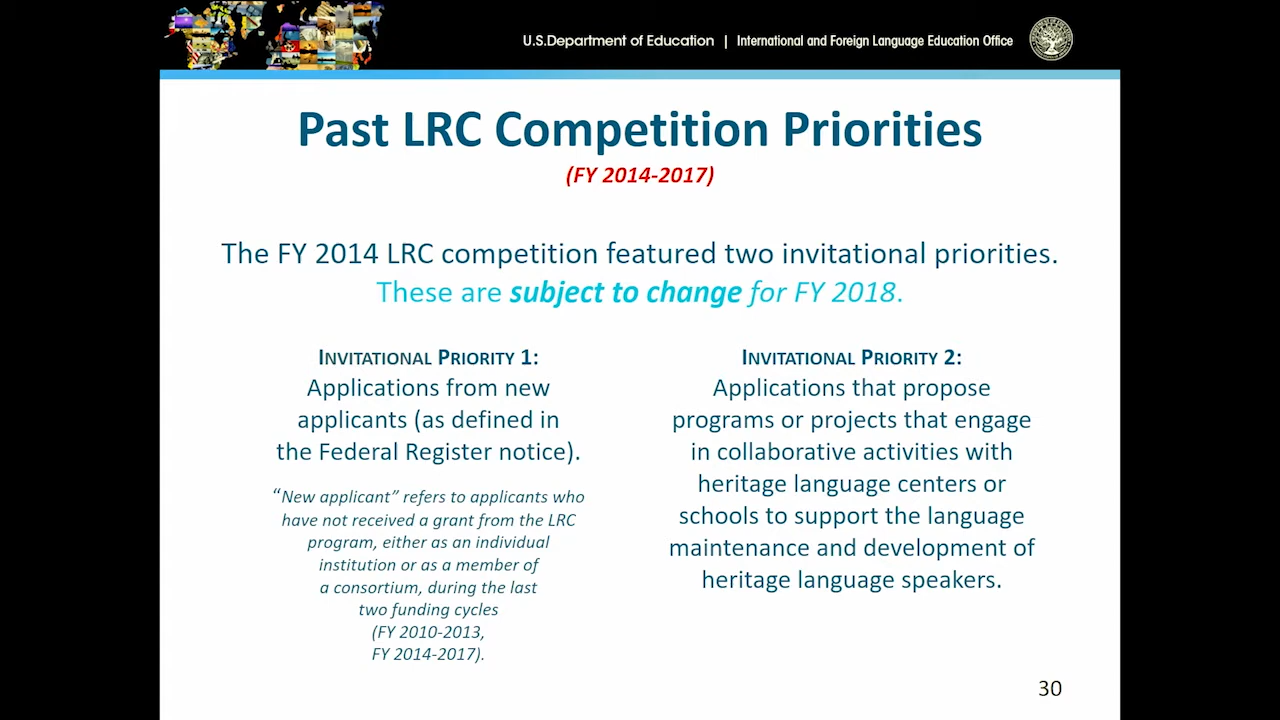 U.S.Department of Education | International and Foreign Language Education Office
Past LRC Competition Priorities
(FY 2014-2017)
The FY 2014 LRC competition featured two invitational priorities.
These are subject to change for FY 2018.
INVITATIONAL PRIORITY 1:
Applications from new
applicants (as defined in
the Federal Register notice).
“New applicant” refers to applicants who
have not received a grant from the LRC
program, either as an individual
institution or as a member of
a consortium, during the last
two funding cycles
(FY 2010-2013,
FY 2014-2017).
INVITATIONAL PRIORITY 2:
Applications that propose
programs or projects that engage
in collaborative activities with
heritage language centers or
schools to support the language
maintenance and development of
heritage language speakers.
30